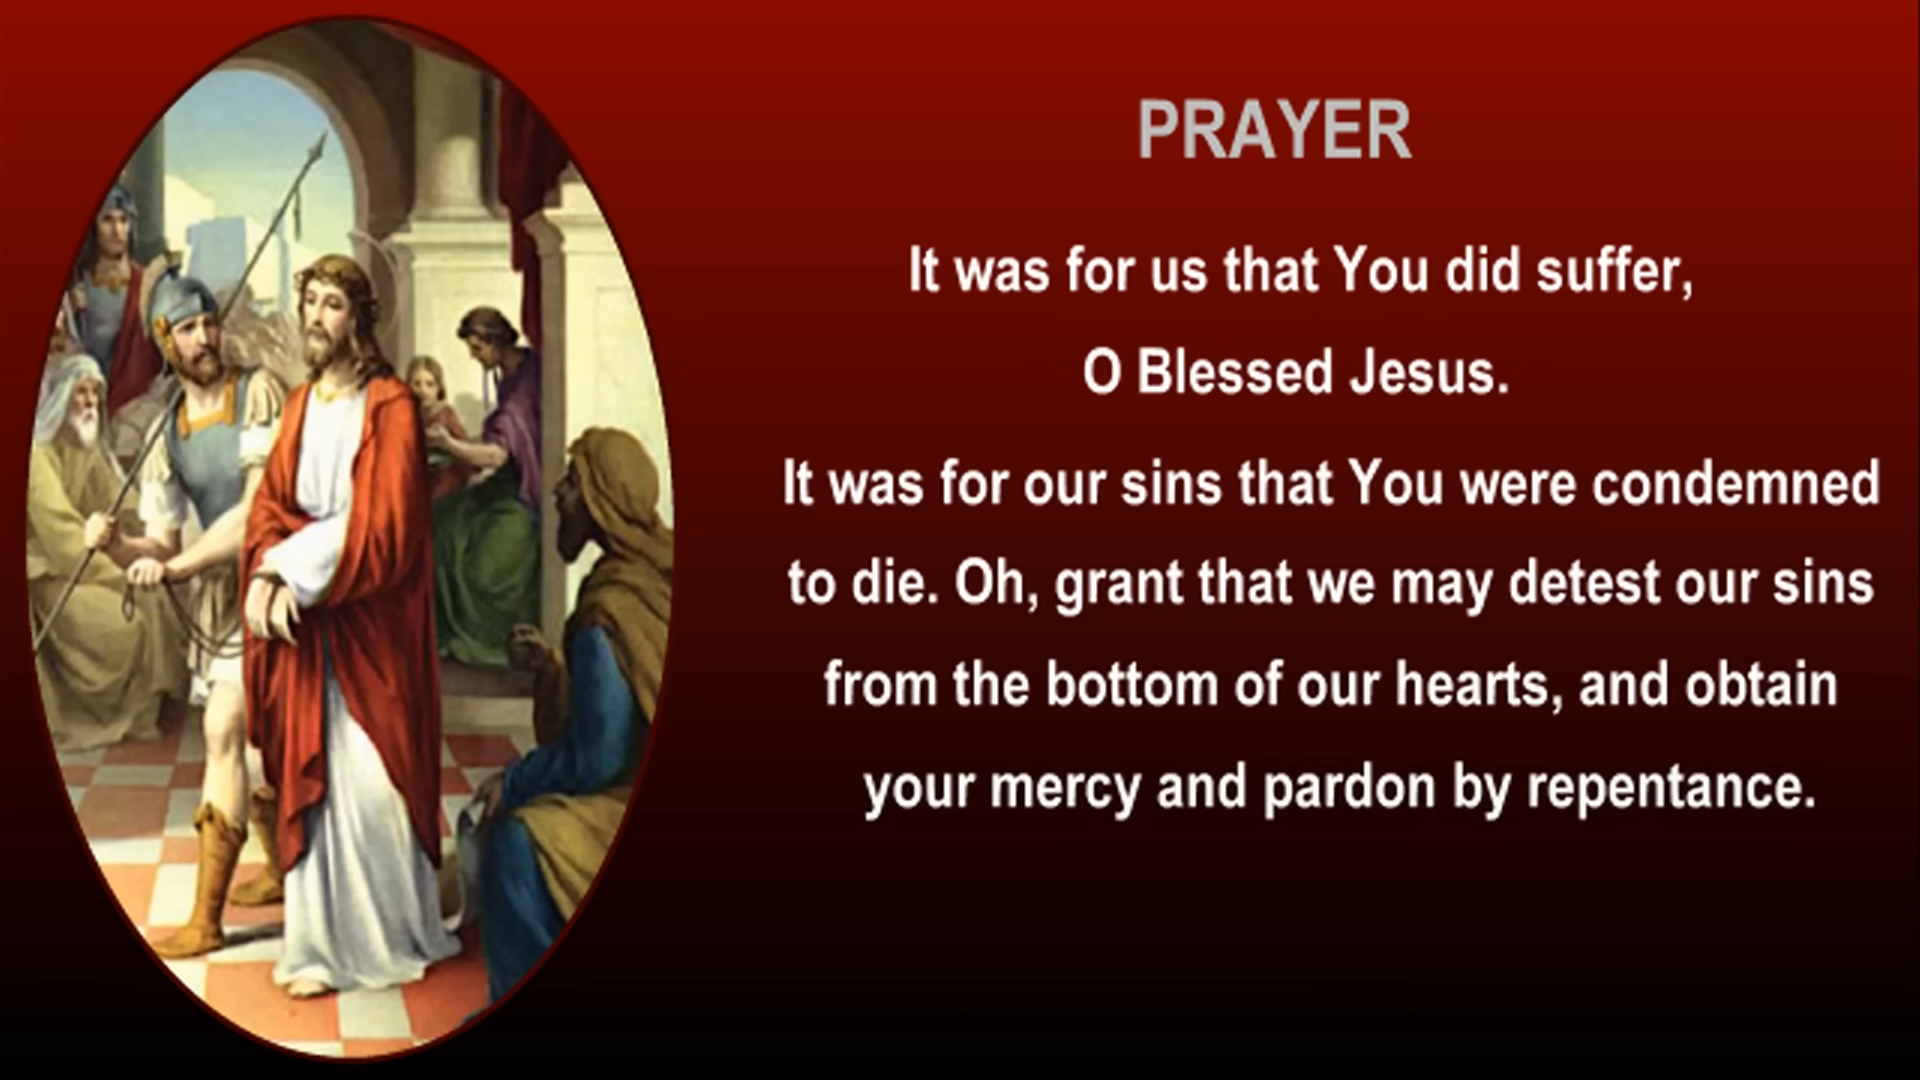 PRAYER
It was for us that You did suffer,
O Blessed Jesus.
It was for our sins that You were condemned
to die. Oh, grant that we may detest our sins
from the bottom of our hearts, and obtain
your mercy and pardon by repentance.